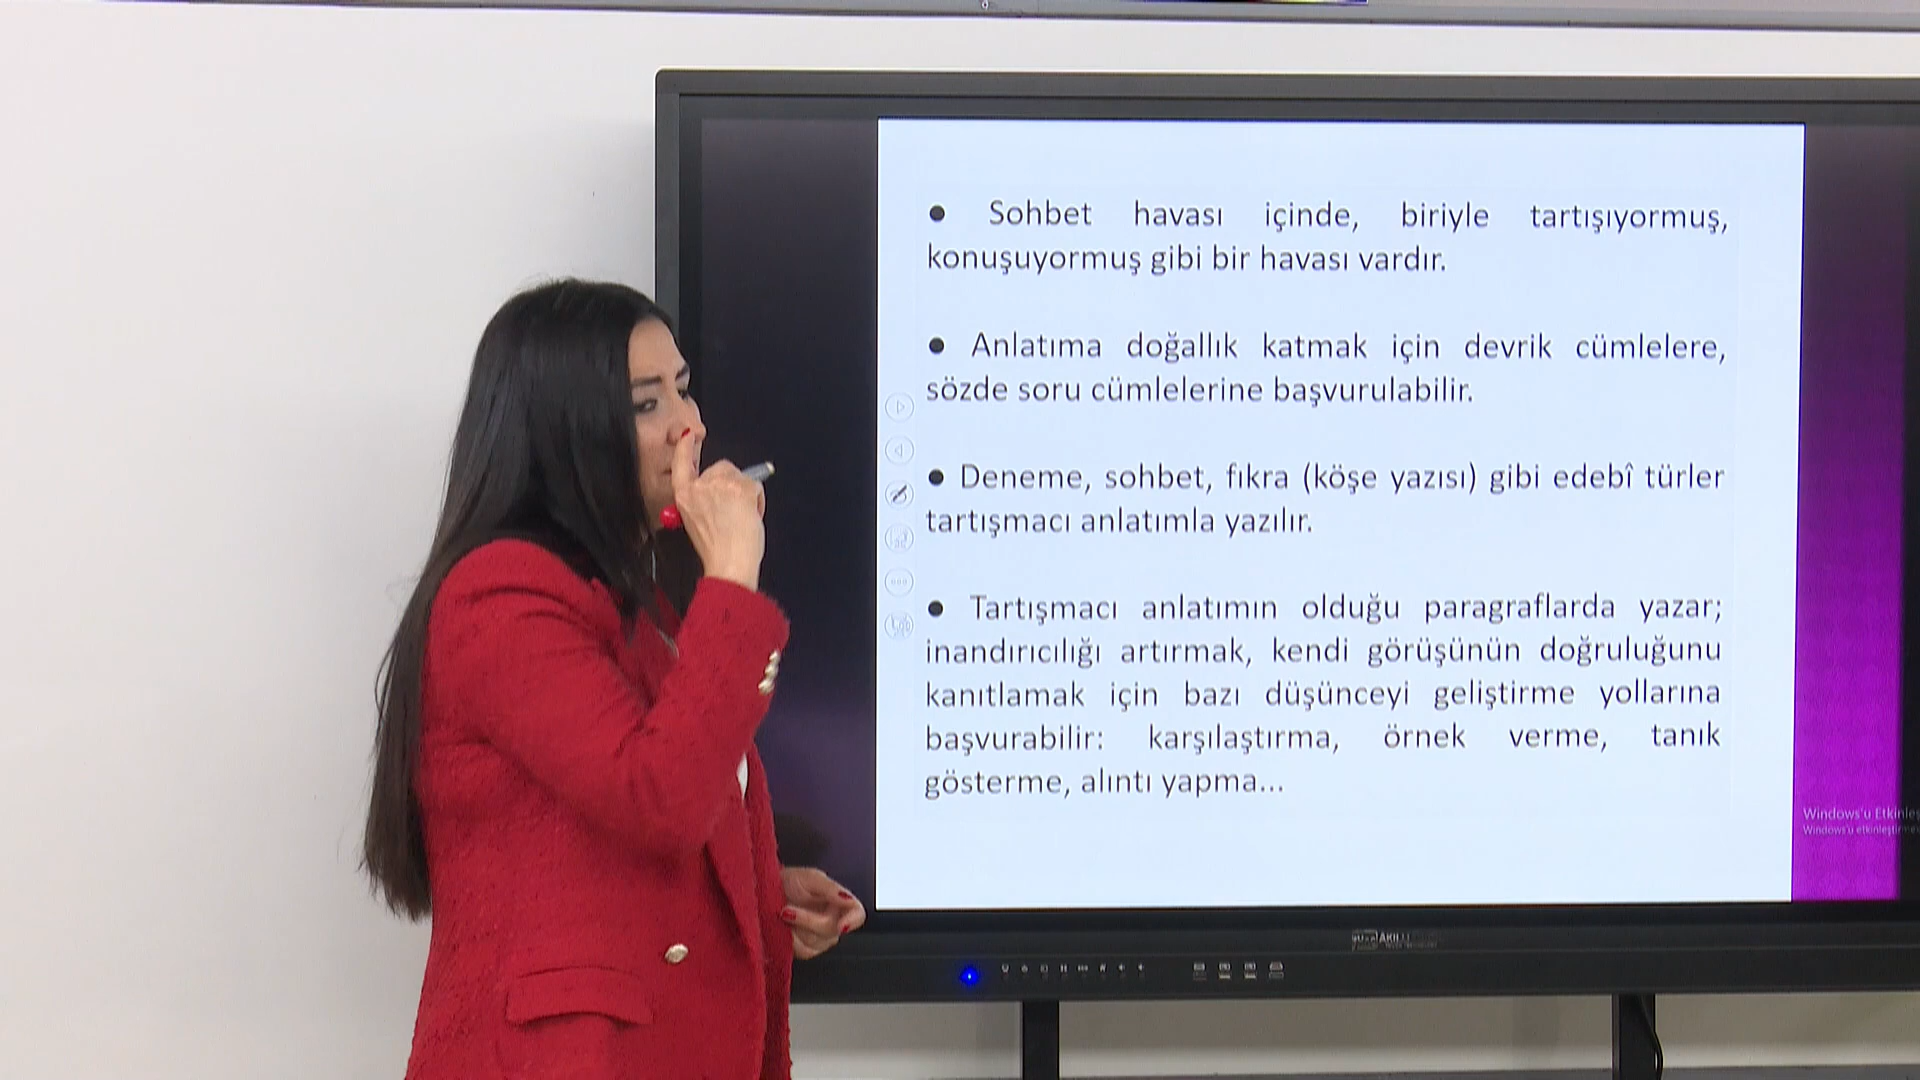 ● Sohbet havası içinde, biriyle tartışıyormuş,
konuşuyormuş gibi bir havası vardır.
● Anlatıma doğallık katmak için devrik cümlelere,
sözde soru cümlelerine başvurulabilir.
● Deneme, sohbet, fıkra (köşe yazısı) gibi edebî türler
tartışmacı anlatımla yazılır.
● Tartışmacı anlatımın olduğu paragraflarda yazar;
inandırıcılığı artırmak, kendi görüşünün doğruluğunu
kanıtlamak için bazı düşünceyi geliştirme yollarına
başvurabilir: karşılaştırma, örnek verme, tanık
gösterme, alıntı yapma...
Windows'u Etkinleş
Windows'u etkinleştirme
AKILLI